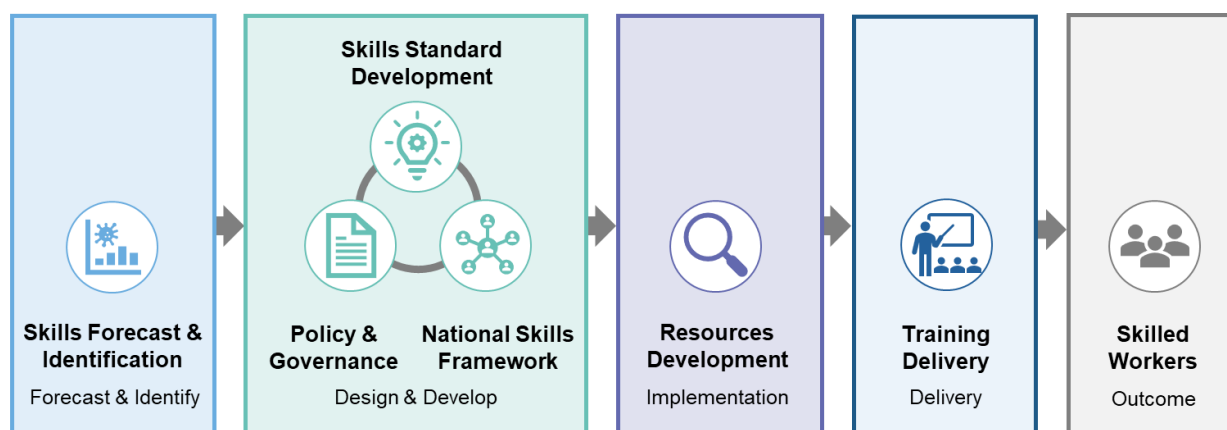 Skills Forecast &
Identification
Forecast & Identify
Skills Standard
Development
Policy &
Governance
National Skills
Framework
Design & Develop
Resources
Development
Implementation
Training
Delivery
Delivery
Skilled
Workers
Outcome